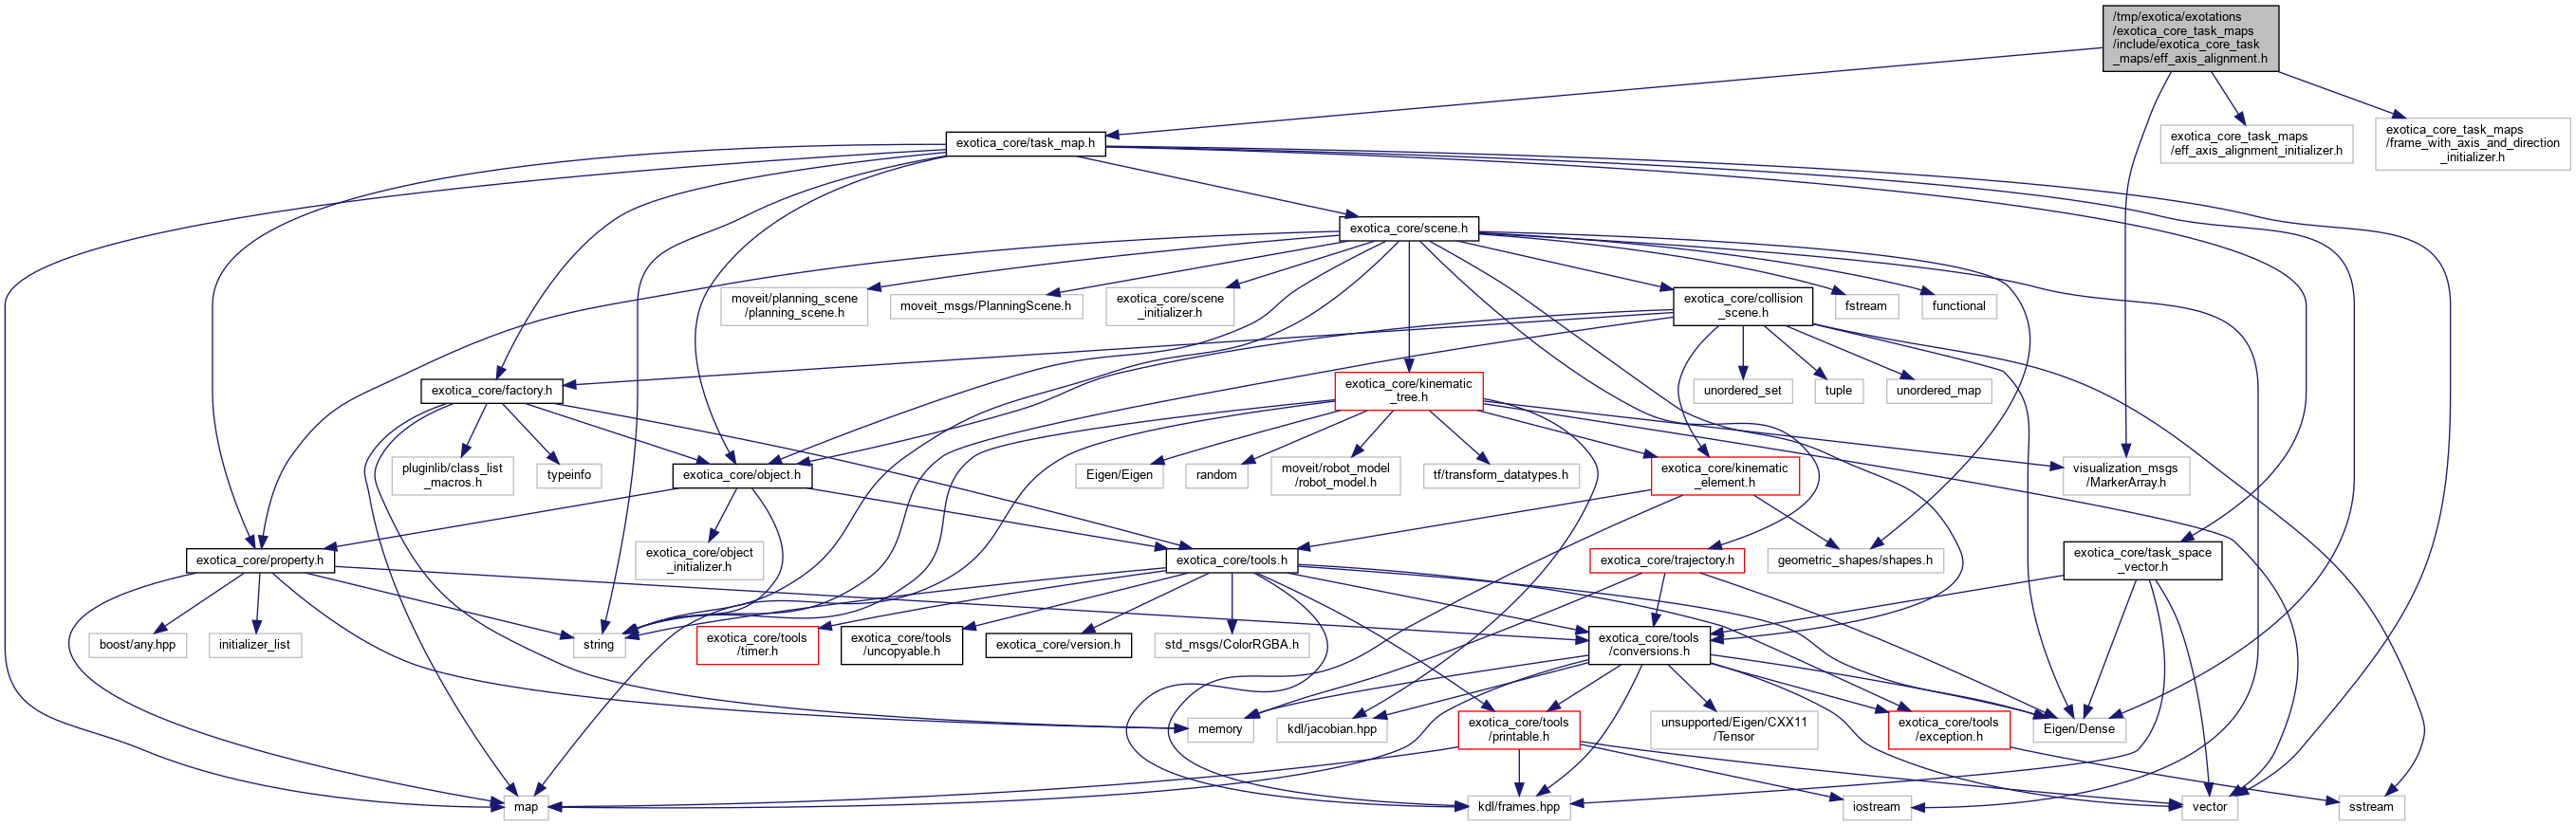 /tmp/exotica/exotations
/exotica_core_task_maps
/include/exotica_core_task
_maps/eff_axis_alignment.h
exotica_core/task_map.h
exotica_core_task_maps
/eff_axis_alignment_initializer.h
exotica_core_task_maps
/frame_with_axis_and_direction
_initializer.h
exotica_core/scene.h
moveit/planning_scene
/planning_scene.h
moveit_msgs/PlanningScene.h
exotica_core/scene
_initializer.h
exotica_core/collision
_scene.h
fstream
functional
exotica_core/factory.h
exotica_core/kinematic
_tree.h
unordered_set
tuple
unordered_map
pluginlib/class_list
_macros.h
typeinfo
exotica_core/object.h
Eigen/Eigen
random
moveit/robot_model
/robot_model.h
tf/transform_datatypes.h
exotica_core/kinematic
_element.h
visualization_msgs
/MarkerArray.h
exotica_core/property.h
exotica_core/object
_initializer.h
exotica_core/tools.h
exotica_core/trajectory.h
geometric_shapes/shapes.h
exotica_core/task_space
_vector.h
boost/any.hpp
initializer_list
string
exotica_core/tools
/timer.h
exotica_core/tools
/uncopyable.h
exotica_core/version.h
std_msgs/ColorRGBA.h
exotica_core/tools
/conversions.h
memory
kdl/jacobian.hpp
exotica_core/tools
/printable.h
unsupported/Eigen/CXX11
/Tensor
exotica_core/tools
/exception.h
Eigen/Dense
map
kdl/frames.hpp
iostream
vector
sstream